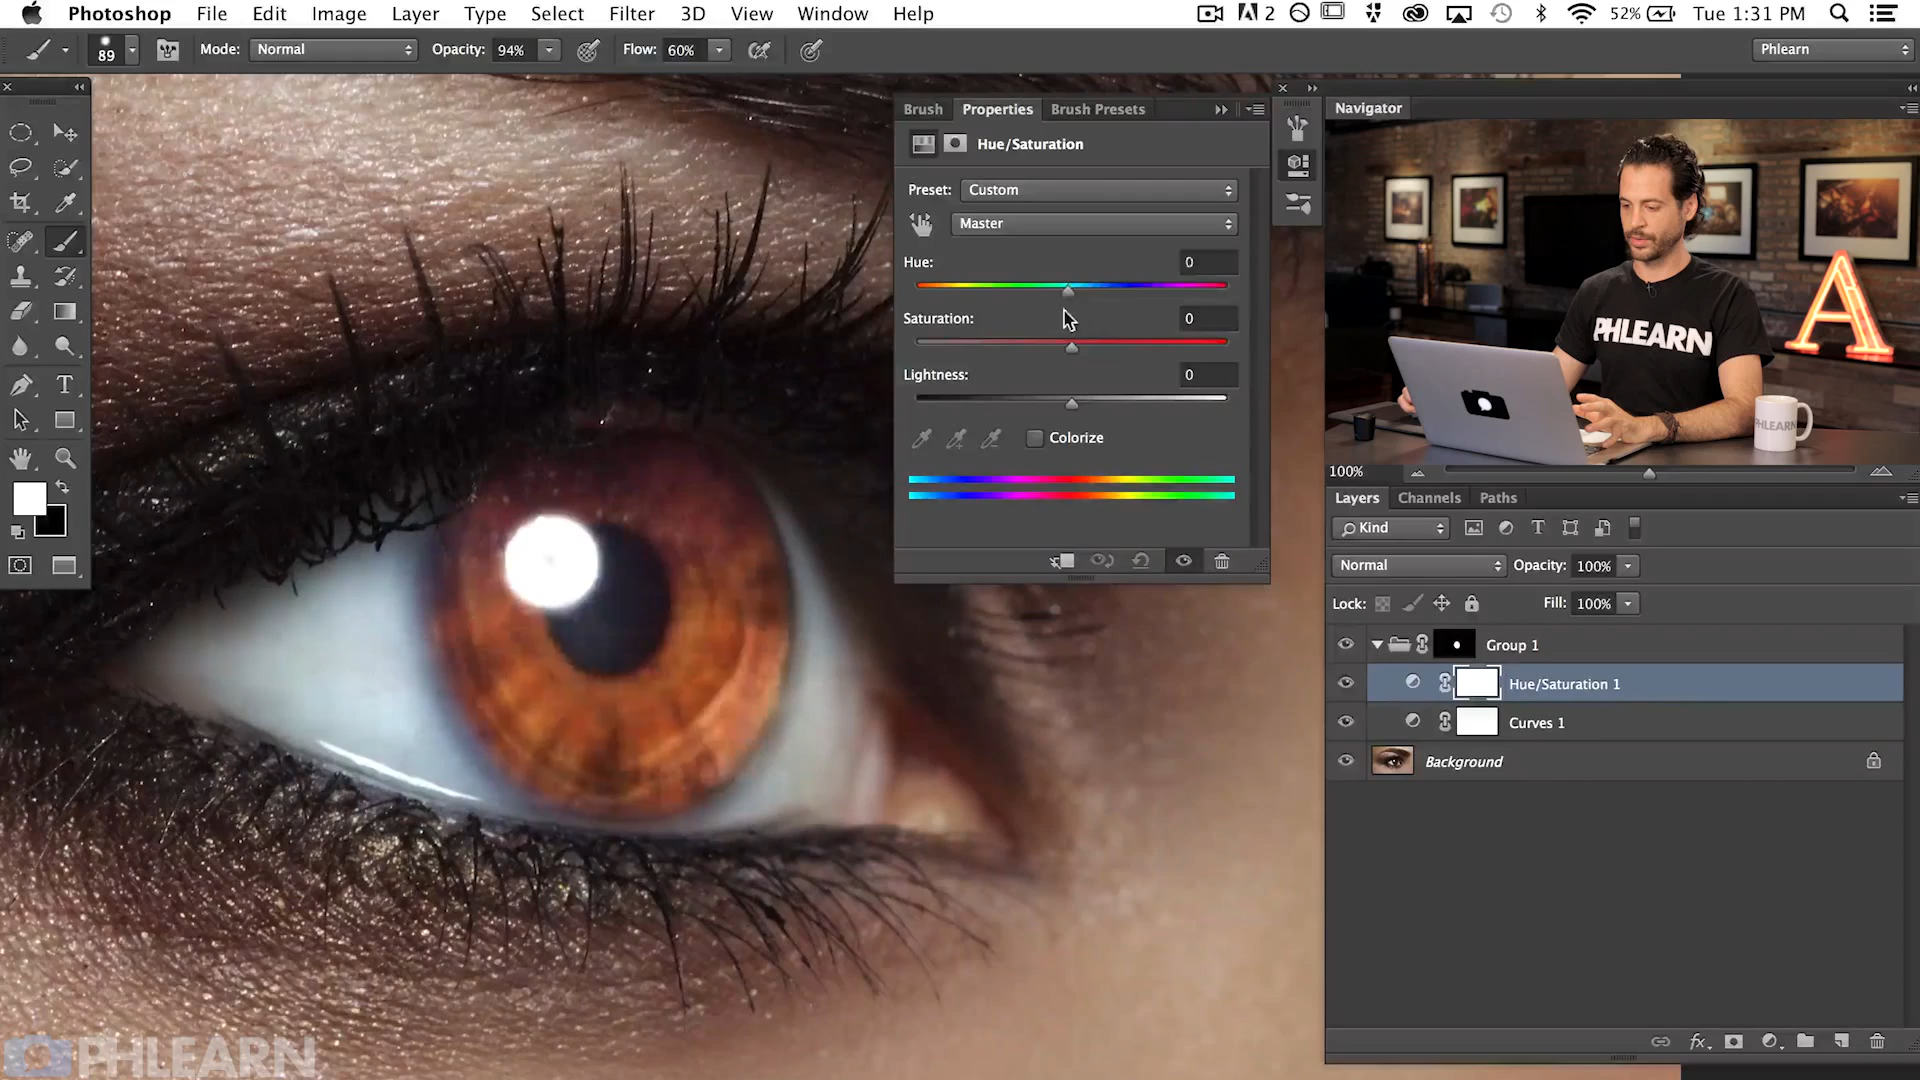 Photoshop File Edit Image Layer Type Select Filter 3D View Window Help 2 52% Tue 1:31 PM
89 Mode: Normal Opacity: 94% Flow: 60% Phlearn
Brush Properties Brush Presets
Hue/Saturation
Preset: Custom
Master
Hue: 0
Saturation: 0
Lightness: 0
Colorize
Navigator
PHLEARN
PHLEARN
A
100%
Layers Channels Paths
Kind
Normal Opacity: 100%
Lock: Fill: 100%
Group 1
Hue/Saturation 1
Curves 1
Background
PHLEARN